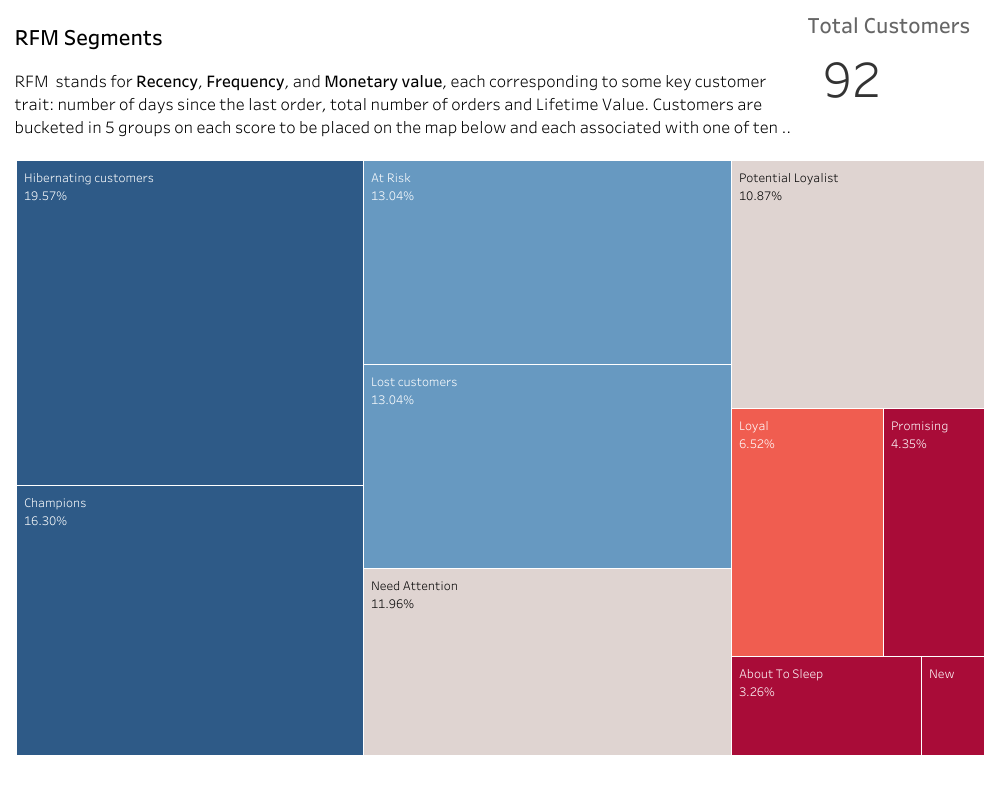 RFM Segments
Total Customers
92
RFM stands for Recency, Frequency, and Monetary value, each corresponding to some key customer
trait: number of days since the last order, total number of orders and Lifetime Value. Customers are
bucketed in 5 groups on each score to be placed on the map below and each associated with one of ten ..
Hibernating customers
19.57%
Champions
16.30%
At Risk
13.04%
Lost customers
13.04%
Need Attention
11.96%
Potential Loyalist
10.87%
Loyal
6.52%
Promising
4.35%
About To Sleep
3.26%
New